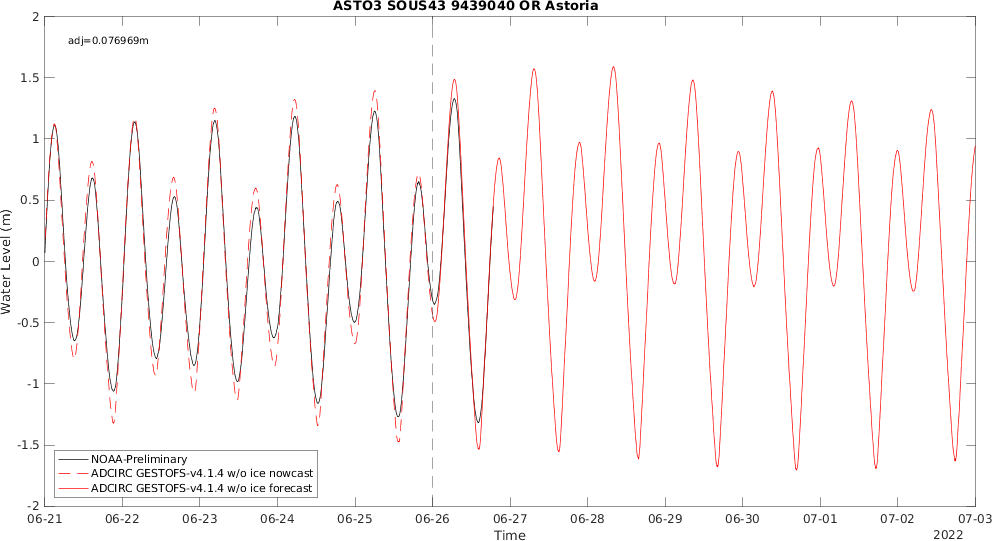 ASTO3 SOUS43 9439040 OR Astoria
adj=0.076969m
Water Level (m)
2
1.5
1
0.5
0
-0.5
-1
-1.5
-2
NOAA-Preliminary
ADCIRC GESTOFS-v4.1.4 w/o ice nowcast
ADCIRC GESTOFS-v4.1.4 w/o ice forecast
06-21 06-22 06-23 06-24 06-25 06-26 06-27 06-28 06-29 06-30 07-01 07-02 07-03
Time
2022